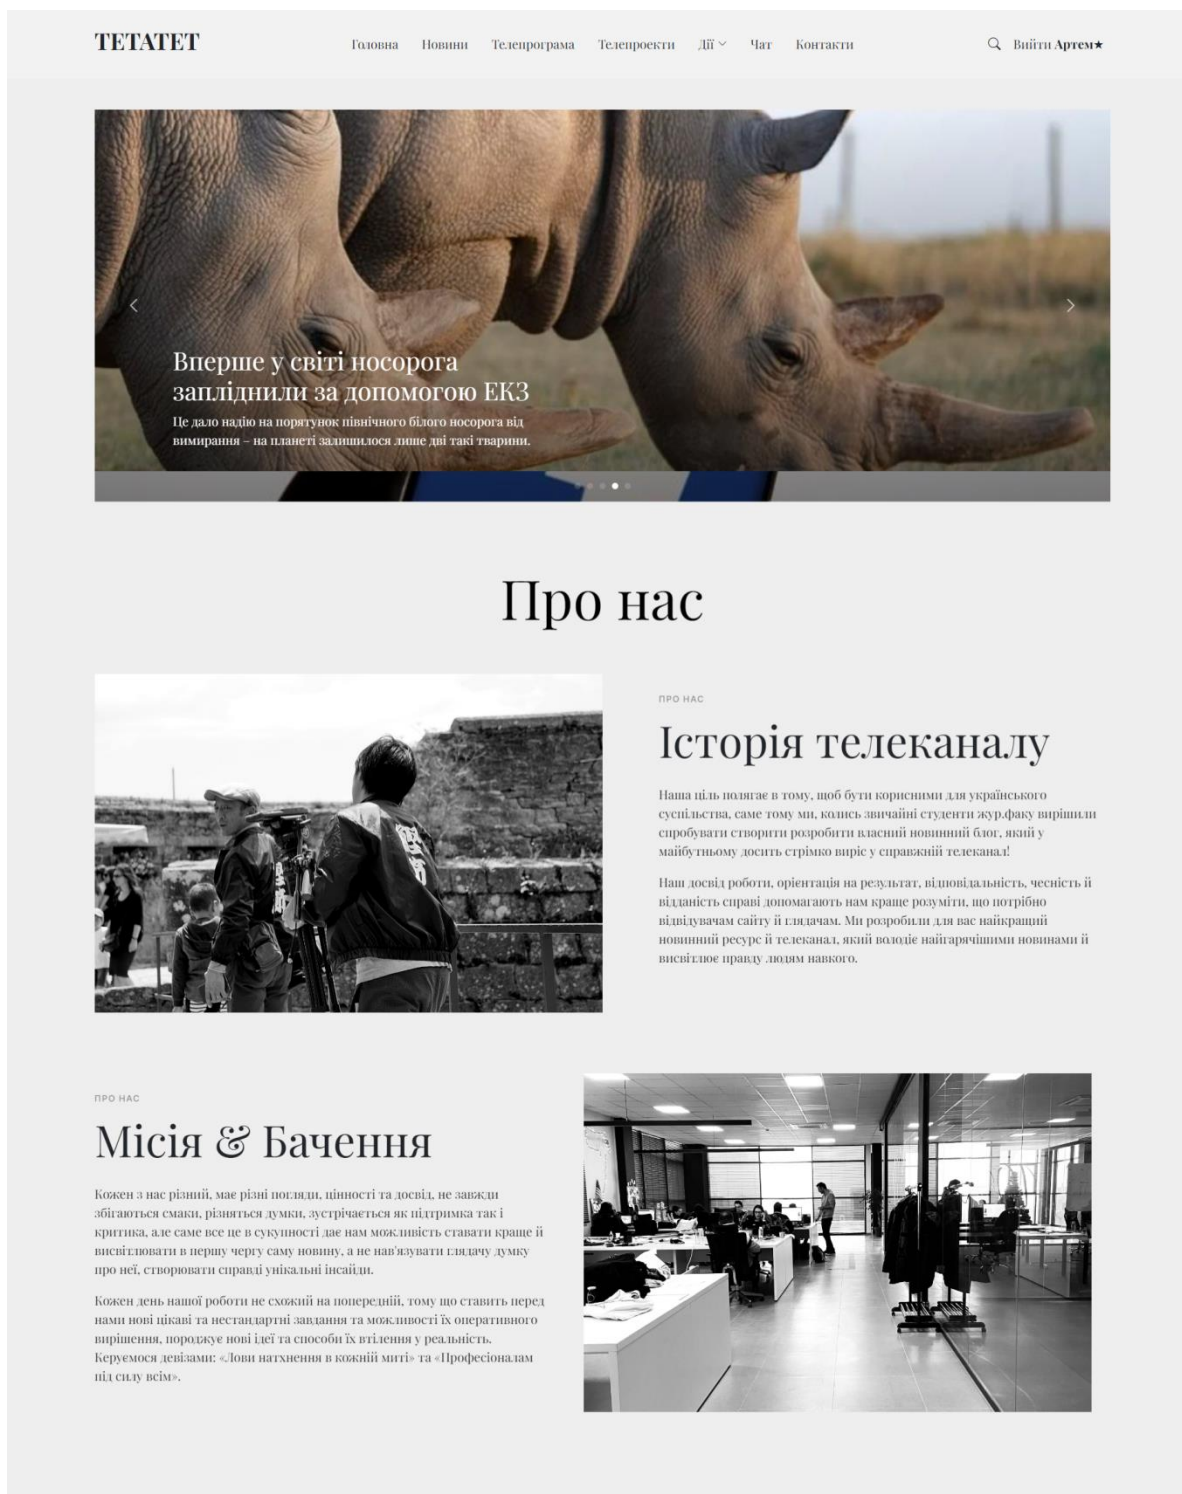 TETATET
Головна Новини Телепрограма Телепроекти Дії Чат Контакти Вийти Артем★
Вперше у світі носорога
запліднили за допомогою ЕКЗ
Це дало надію на порятунок північного білого носорога від
вимирання – на планеті залишилося лише дві такі тварини.
Про нас
ПРО НАС
Історія телеканалу
Наша ціль полягає в тому, щоб бути корисними для українського
суспільства, саме тому ми, колись звичайні студенти жур.факу вирішили
спробувати створити розробити власний новинний блог, який у
майбутньому досить стрімко виріс у справжній телеканал!
Наш досвід роботи, орієнтація на результат, відповідальність, чесність й
відданість справі допомагають нам краще розуміти, що потрібно
відвідувачам сайту й глядачам. Ми розробили для вас найкращий
новинний ресурс й телеканал, який володіє найгарячішими новинами й
висвітлює правду людям навкого.
ПРО НАС
Місія & Бачення
Кожен з нас різний, має різні погляди, цінності та досвід, не завжди
збігаються смаки, різняться думки, зустрічається як підтримка так і
критика, але саме все це в сукупності дає нам можливість ставати краще й
висвітлювати в першу чергу саму новину, а не нав'язувати глядачу думку
про неї, створювати справді унікальні інсайди.
Кожен день нашої роботи не схожий на попередній, тому що ставить перед
нами нові цікаві та нестандартні завдання та можливості їх оперативного
вирішення, породжує нові ідеї та способи їх втілення у реальність.
Керуємося девізами: «Лови натхнення в кожній миті» та «Професіоналам
під силу всім».